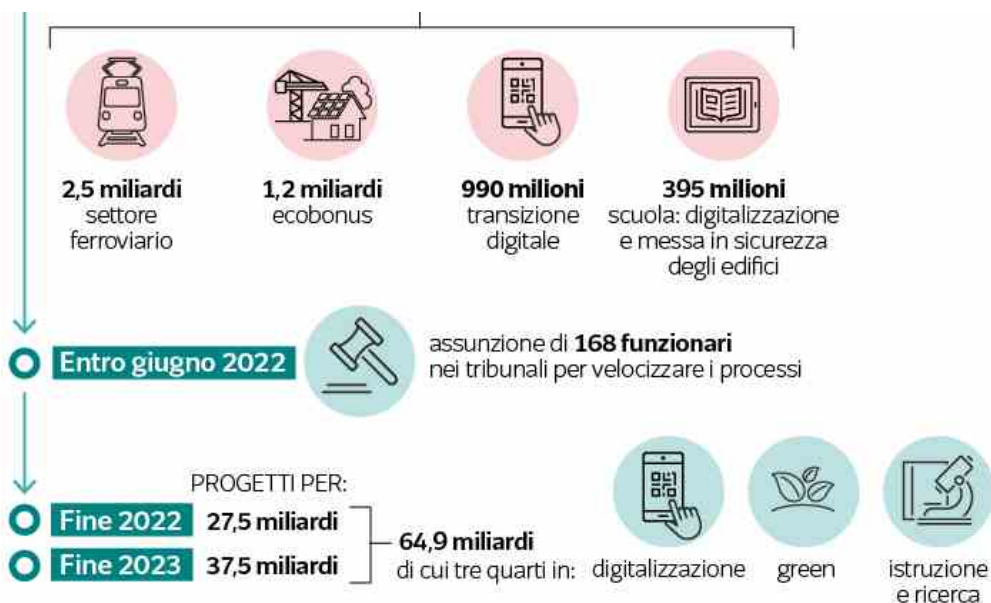 2,5 miliardi
settore
ferroviario
1,2 miliardi
ecobonus
990 milioni
transizione
digitale
395 milioni
scuola: digitalizzazione
e messa in sicurezza
degli edifici
Entro giugno 2022
assunzione di 168 funzionari
nei tribunali per velocizzare i processi
PROGETTI PER:
Fine 2022 27,5 miliardi
Fine 2023 37,5 miliardi
64,9 miliardi
di cui tre quarti in:
digitalizzazione
green
istruzione
e ricerca